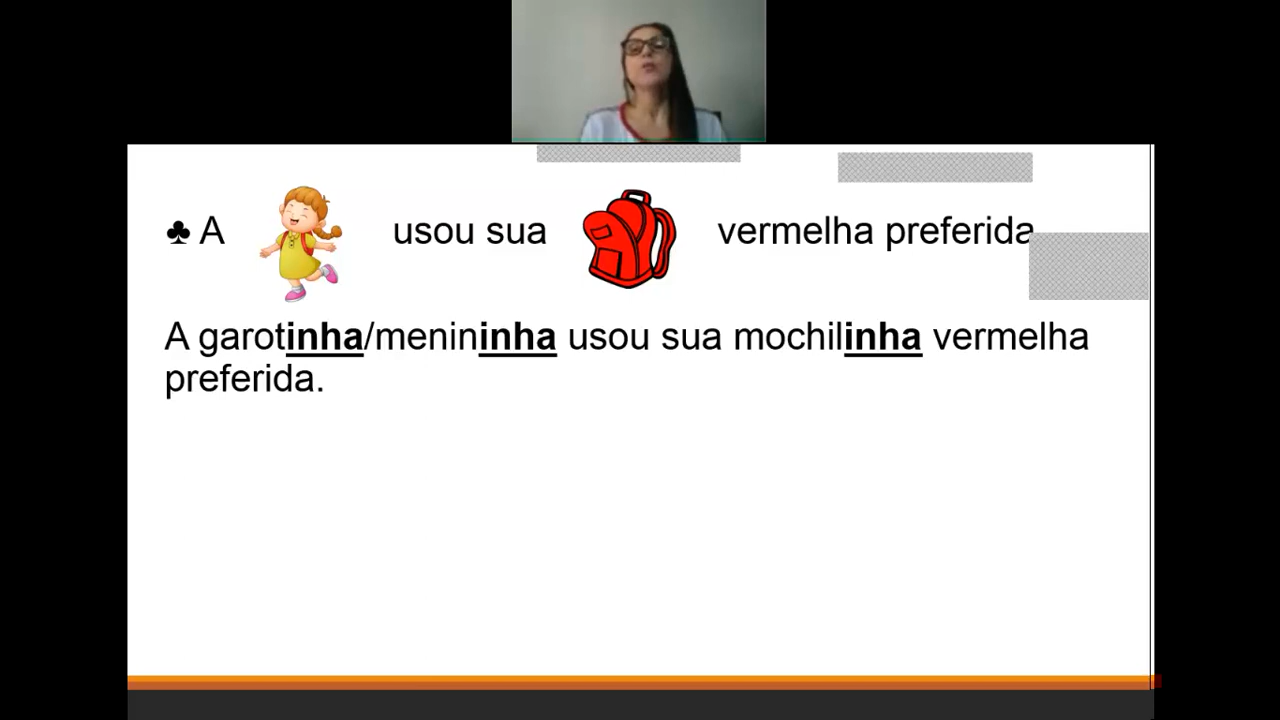 ♣ A usou sua vermelha preferida
A garotinha/menininha usou sua mochilinha vermelha
preferida.